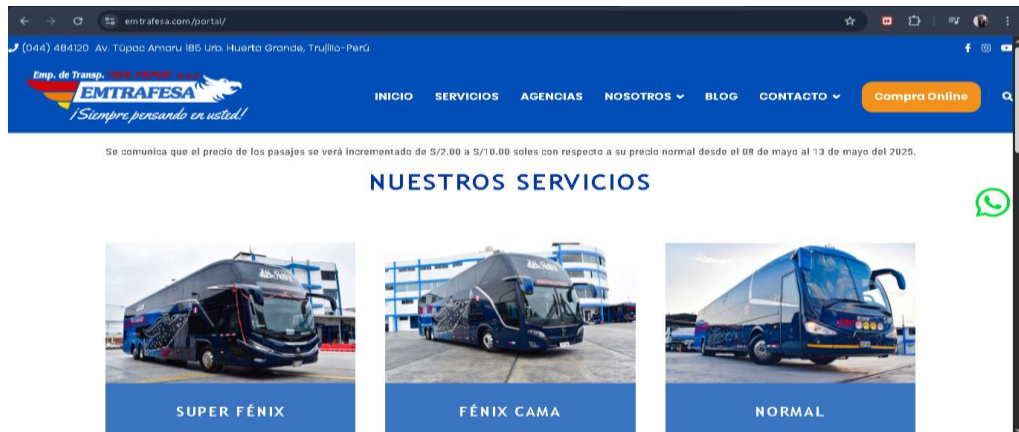 emtrafesa.com/portal/
(044) 484120 Av. Túpac Amaru 185 Urb. Huerta Grande, Trujillo-Perú
Emp. de Transp. "AVE FENIX" S.A.C
EMTRAFESA
¡Siempre pensando en usted!
INICIO SERVICIOS AGENCIAS NOSOTROS BLOG CONTACTO Compra Online
Se comunica que el precio de los pasajes se verá incrementado de S/2.00 a S/10.00 soles con respecto a su precio normal desde el 08 de mayo al 13 de mayo del 2025.
NUESTROS SERVICIOS
SUPER FÉNIX FÉNIX CAMA NORMAL